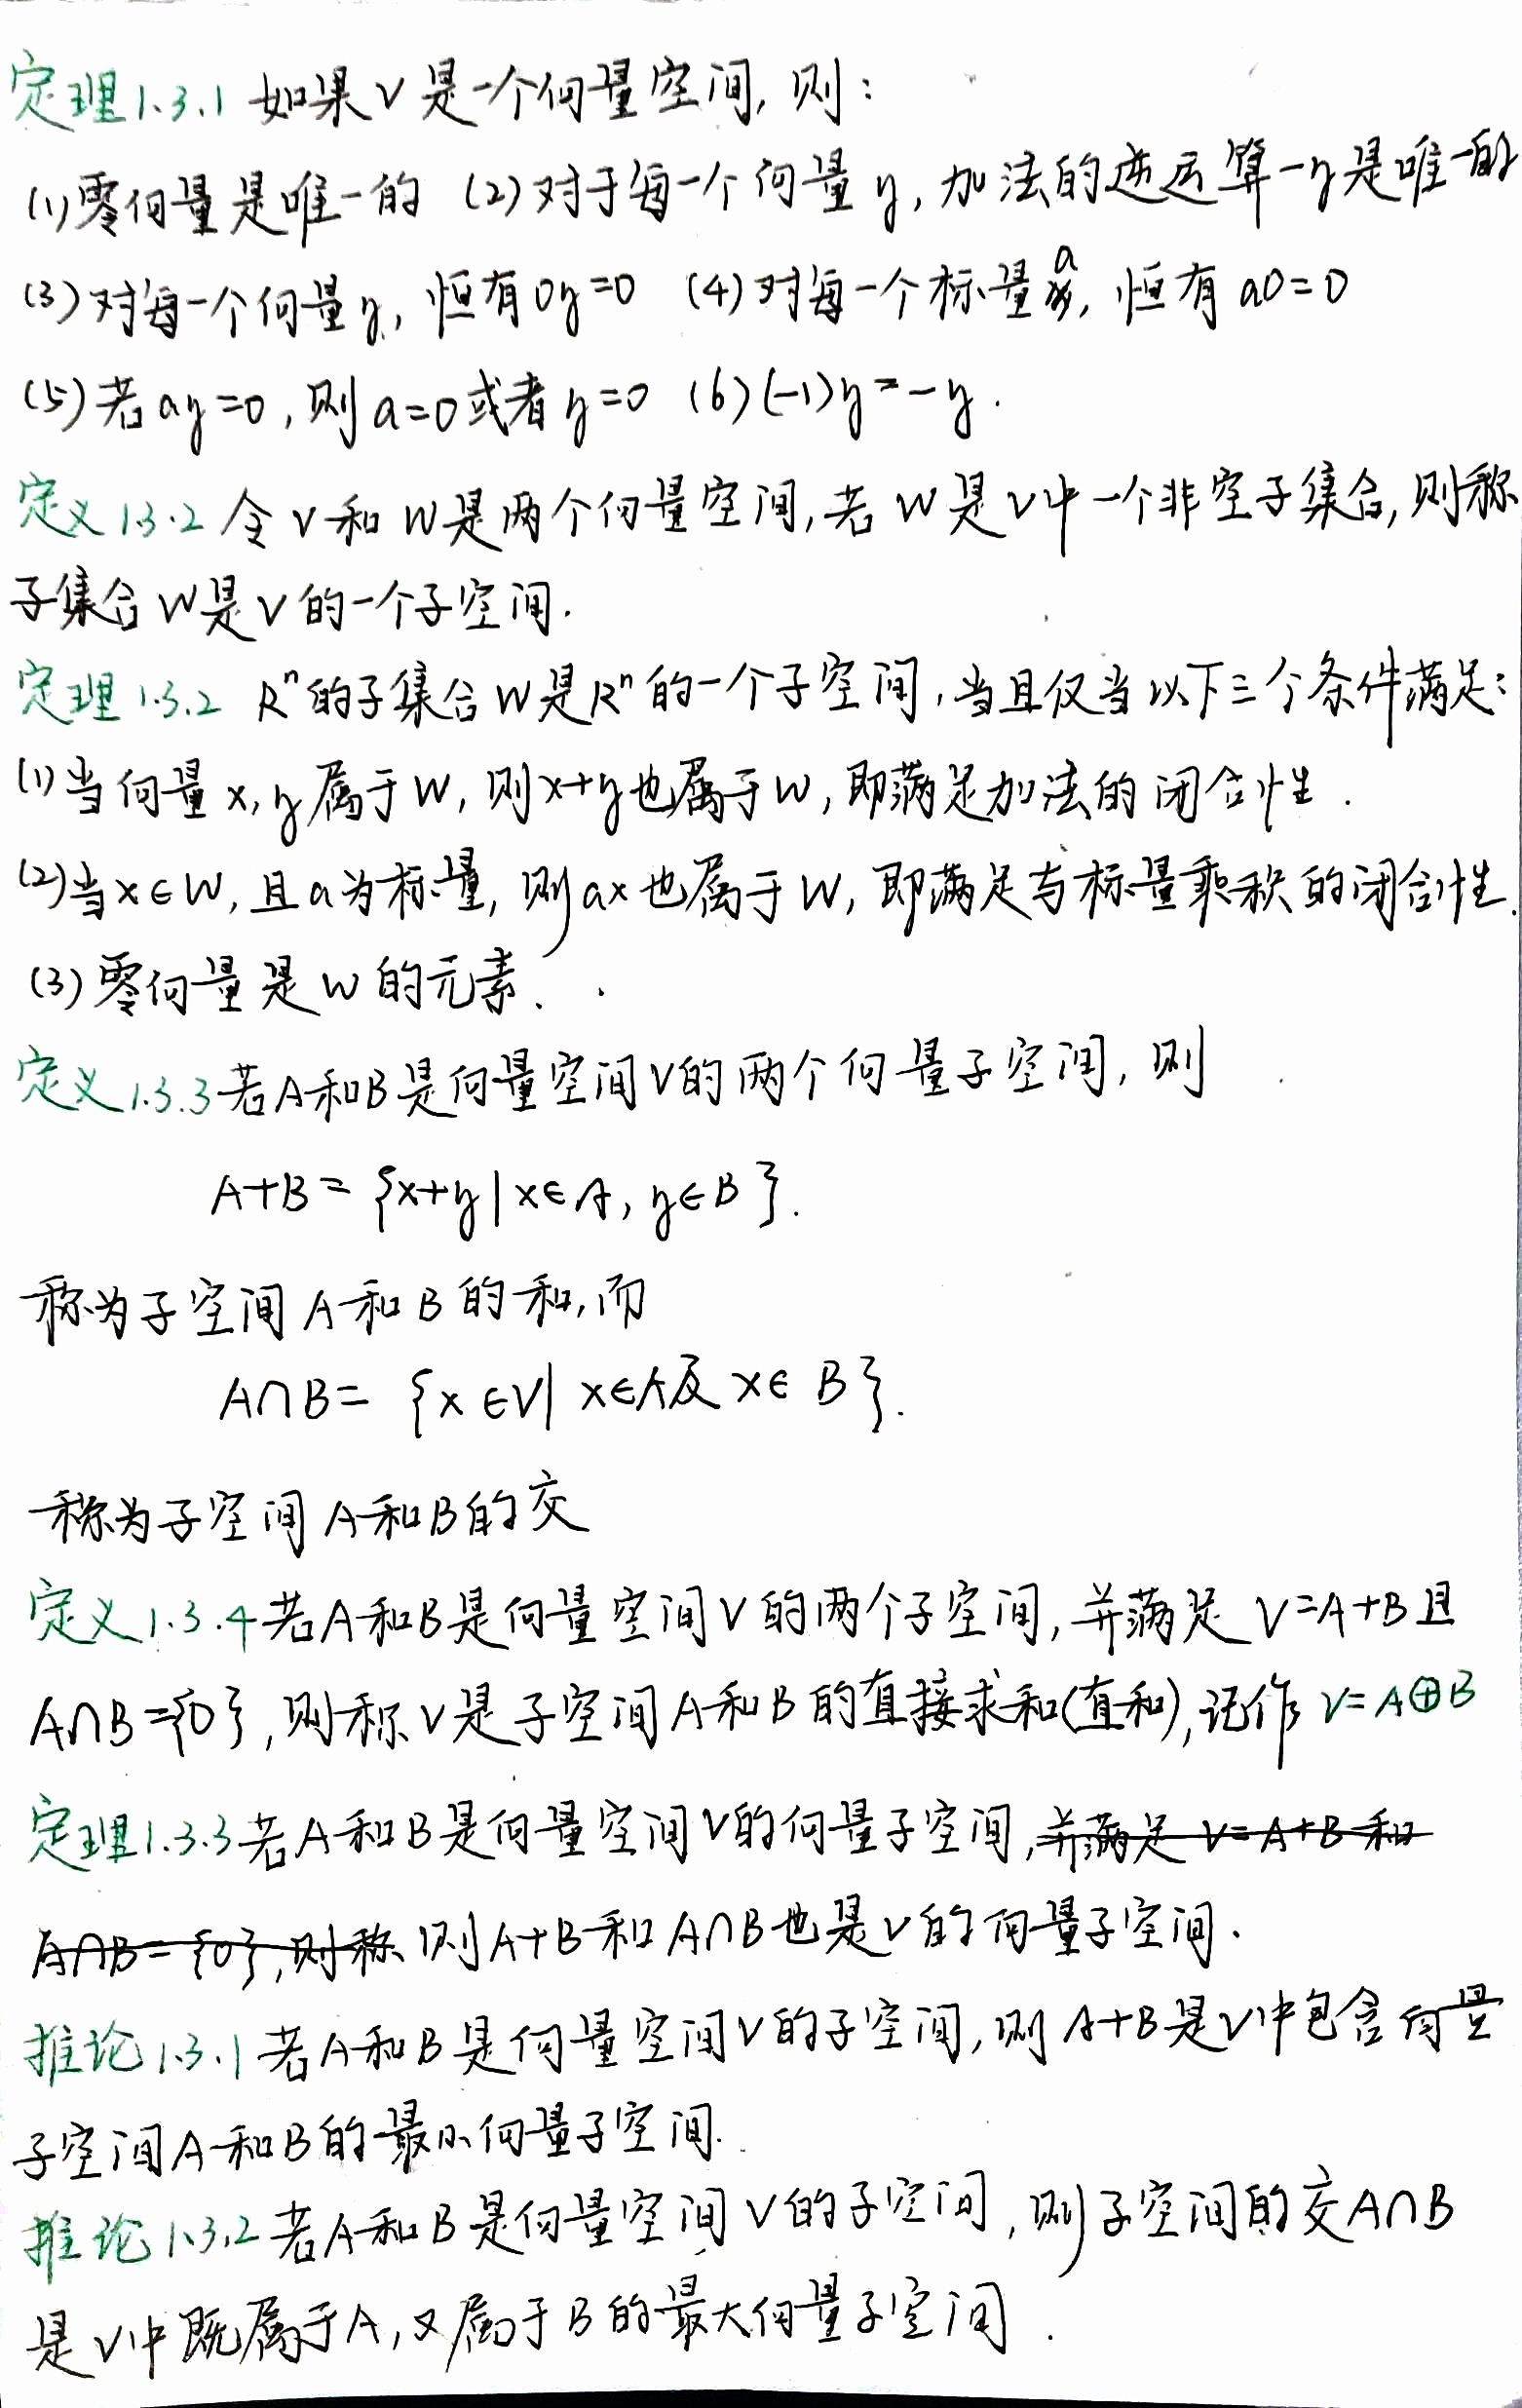 定理1.3.1 如果V是一个向量空间, 则:
(1)零向量是唯一的 (2)对于每一个向量y, 加法的逆运算-y是唯一的
(3)对每一个向量y, 恒有0y=0 (4)对每一个标量a, 恒有a0=0
(5)若ay=0, 则a=0或者y=0 (6)(-1)y=-y.
定义1.3.2 令V和W是两个向量空间, 若W是V中一个非空子集合, 则称
子集合W是V的一个子空间.
定理1.3.2 Rⁿ的子集合W是Rⁿ的一个子空间, 当且仅当以下三个条件满足:
(1)当向量x, y属于W, 则x+y也属于W, 即满足加法的闭合性.
(2)当x∈W, 且a为标量, 则ax也属于W, 即满足与标量乘积的闭合性.
(3)零向量是W的元素.
定义1.3.3 若A和B是向量空间V的两个向量子空间, 则
A+B={x+y|x∈A, y∈B}.
称为子空间A和B的和, 而
A∩B={x∈V|x∈A及x∈B}.
称为子空间A和B的交
定义1.3.4 若A和B是向量空间V的两个子空间, 并满足V=A+B且
A∩B={0}, 则称V是子空间A和B的直接求和(直和), 记作V=A⊕B
定理1.3.3 若A和B是向量空间V的向量子空间, 并满足V=A+B和
A∩B={0}, 则称 则A+B和A∩B也是V的向量子空间.
推论1.3.1 若A和B是向量空间V的子空间, 则A+B是V中包含向量
子空间A和B的最小向量子空间.
推论1.3.2 若A和B是向量空间V的子空间, 则子空间的交A∩B
是V中既属于A, 又属于B的最大向量子空间.